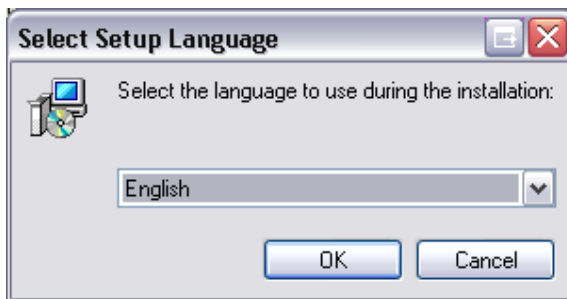 Select Setup Language
Select the language to use during the installation:
English
OK
Cancel